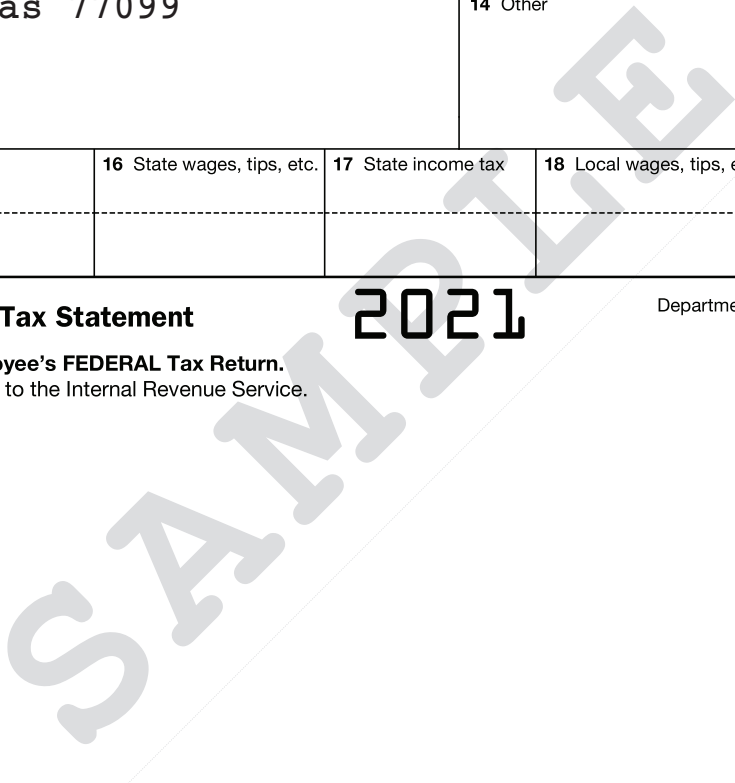 as 77099
14 Other
16 State wages, tips, etc. 17 State income tax 18 Local wages, tips, e
Tax Statement 2021 Departme
yee's FEDERAL Tax Return.
to the Internal Revenue Service.
SAMPLE